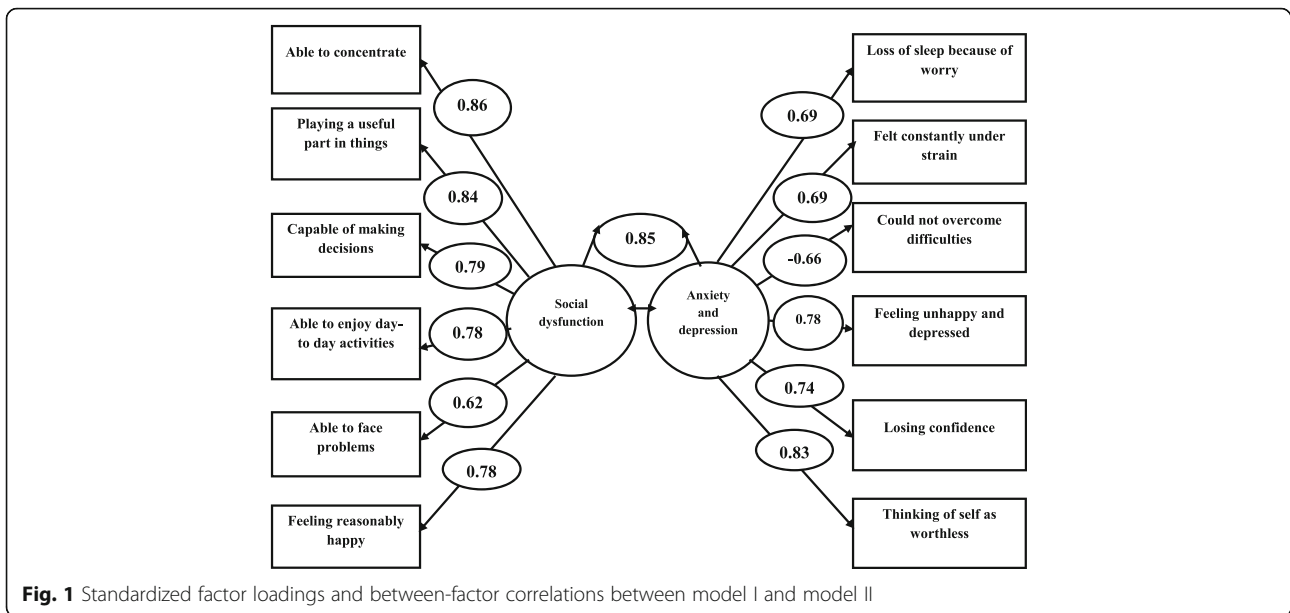 Able to concentrate
0.86
Playing a useful
part in things
0.84
Capable of making
decisions
0.79
Able to enjoy day-
to day activities
0.78
Able to face
problems
0.62
Feeling reasonably
happy
0.78
Social
dysfunction
0.85
Anxiety
and
depression
Loss of sleep because of
worry
0.69
Felt constantly under
strain
0.69
Could not overcome
difficulties
-0.66
Feeling unhappy and
depressed
0.78
Losing confidence
0.74
Thinking of self as
worthless
0.83
Fig. 1 Standardized factor loadings and between-factor correlations between model I and model II